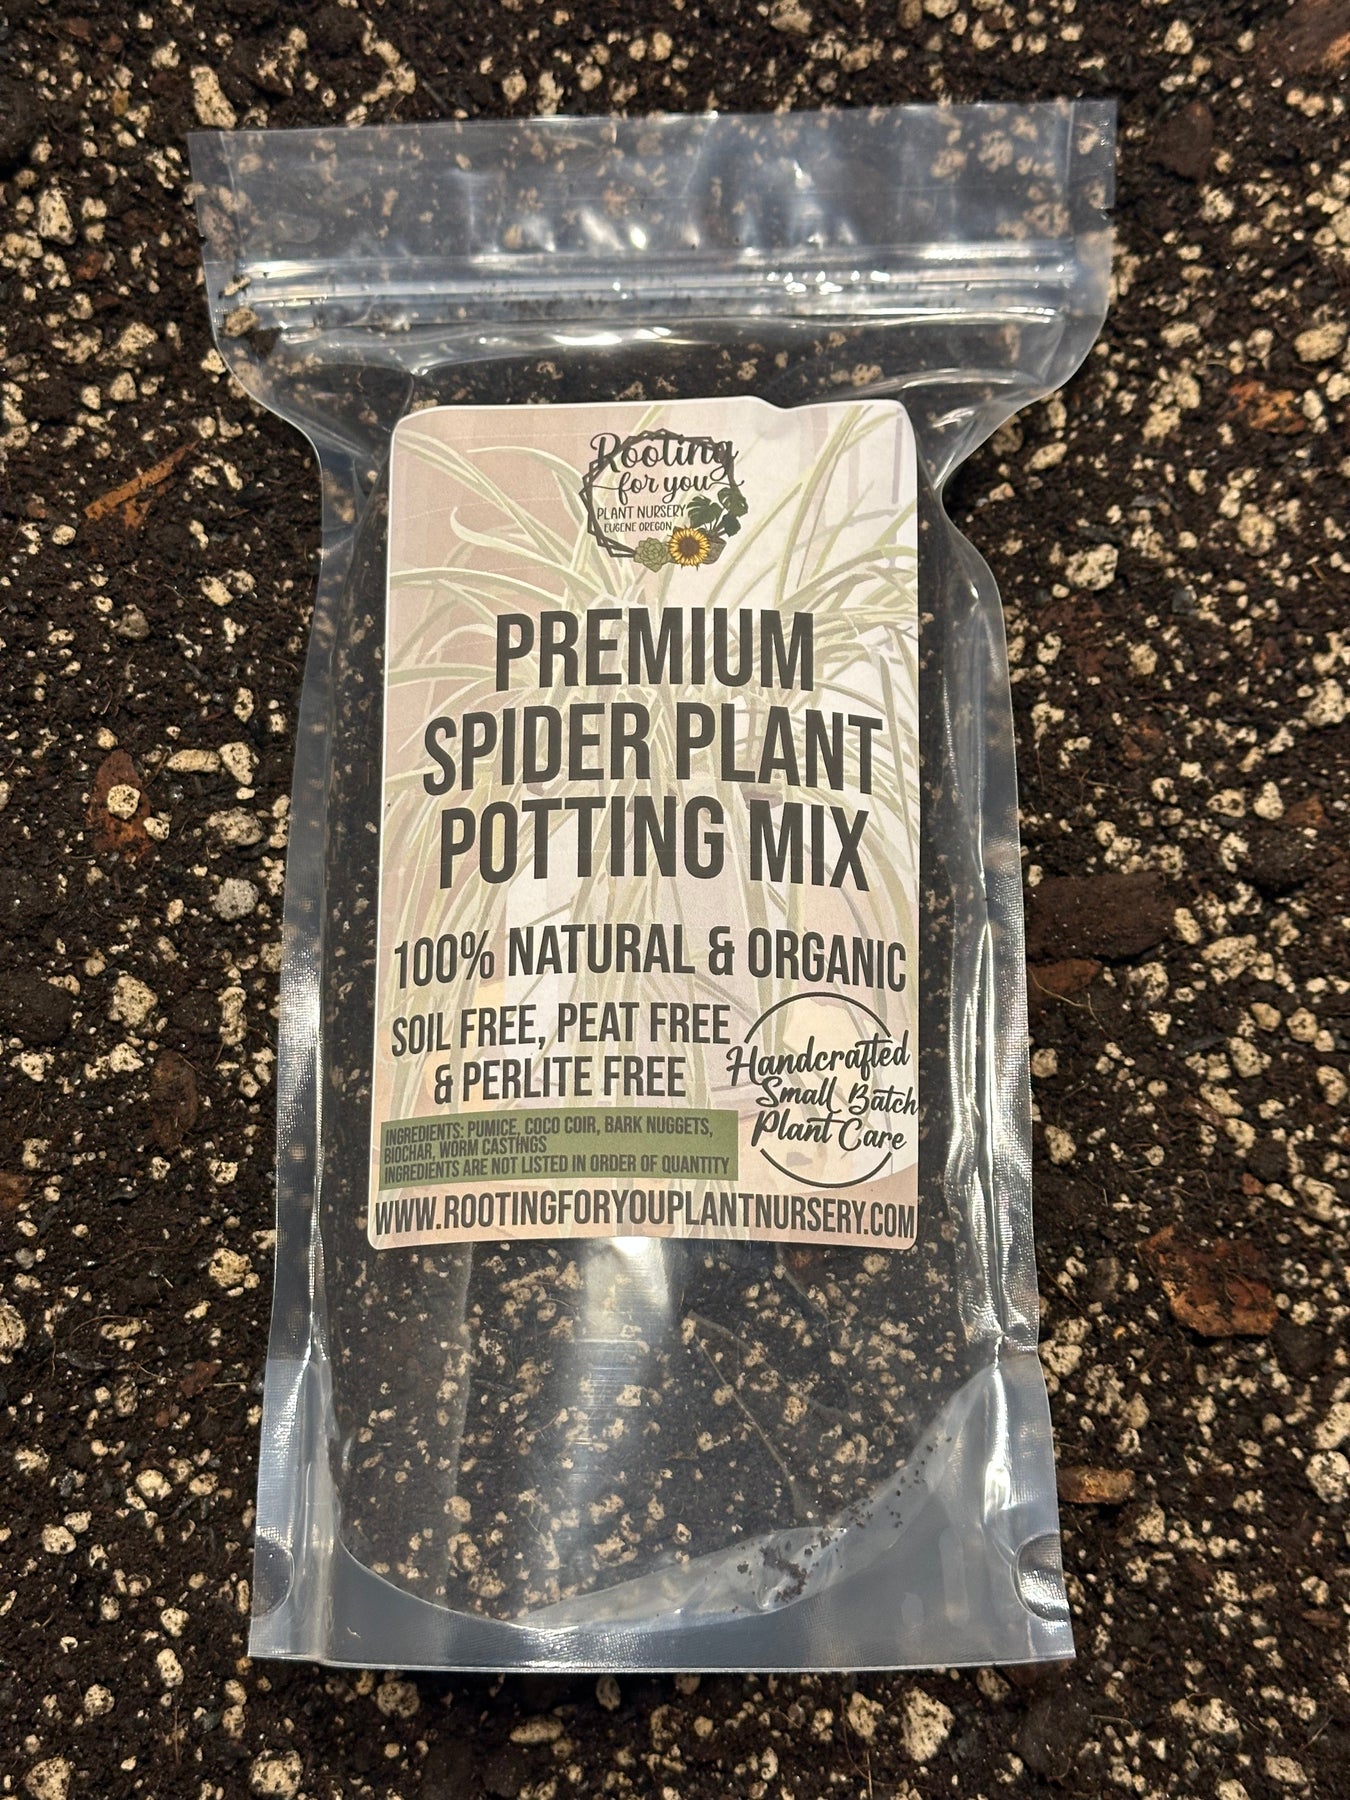 Rooting
for you
PLANT NURSERY
EUGENE OREGON
PREMIUM
SPIDER PLANT
POTTING MIX
100% NATURAL & ORGANIC
SOIL FREE, PEAT FREE
& PERLITE FREE
Handcrafted
Small Batch
Plant Care
INGREDIENTS: PUMICE, COCO COIR, BARK NUGGETS,
BIOCHAR, WORM CASTINGS
INGREDIENTS ARE NOT LISTED IN ORDER OF QUANTITY
WWW.ROOTINGFORYOUPLANTNURSERY.COM